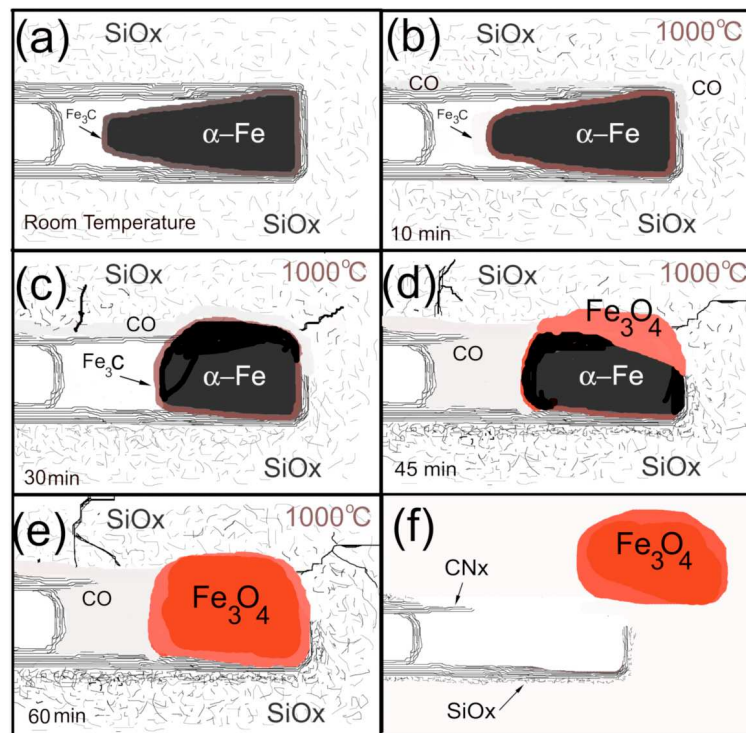 (a)
SiOx
Fe₃C
α–Fe
Room Temperature
SiOx
(b)
SiOx
1000°C
CO
CO
Fe₃C
α–Fe
10 min
SiOx
(c)
SiOx
1000°C
CO
Fe₃C
α–Fe
30min
SiOx
(d)
SiOx
1000°C
Fe₃O₄
CO
α–Fe
45 min
SiOx
(e)
SiOx
1000°C
CO
Fe₃O₄
60min
SiOx
(f)
Fe₃O₄
CNx
SiOx